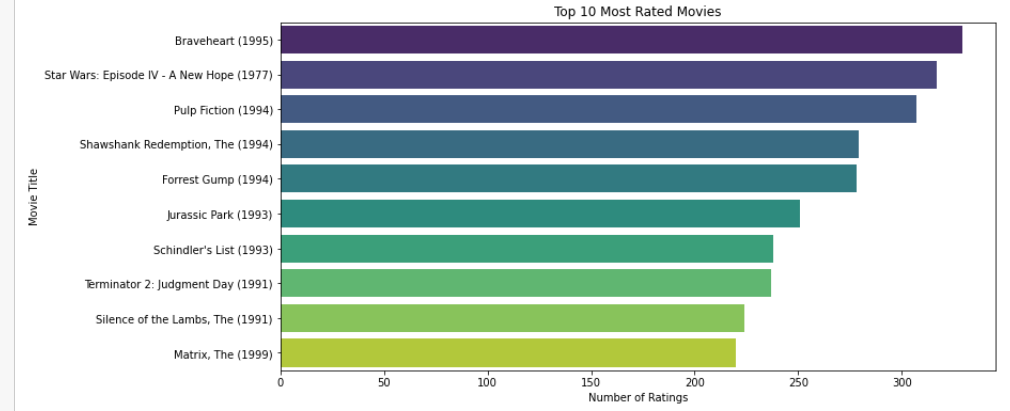 Top 10 Most Rated Movies
Braveheart (1995)
Star Wars: Episode IV - A New Hope (1977)
Pulp Fiction (1994)
Shawshank Redemption, The (1994)
Forrest Gump (1994)
Jurassic Park (1993)
Schindler's List (1993)
Terminator 2: Judgment Day (1991)
Silence of the Lambs, The (1991)
Matrix, The (1999)
Movie Title
0 50 100 150 200 250 300
Number of Ratings